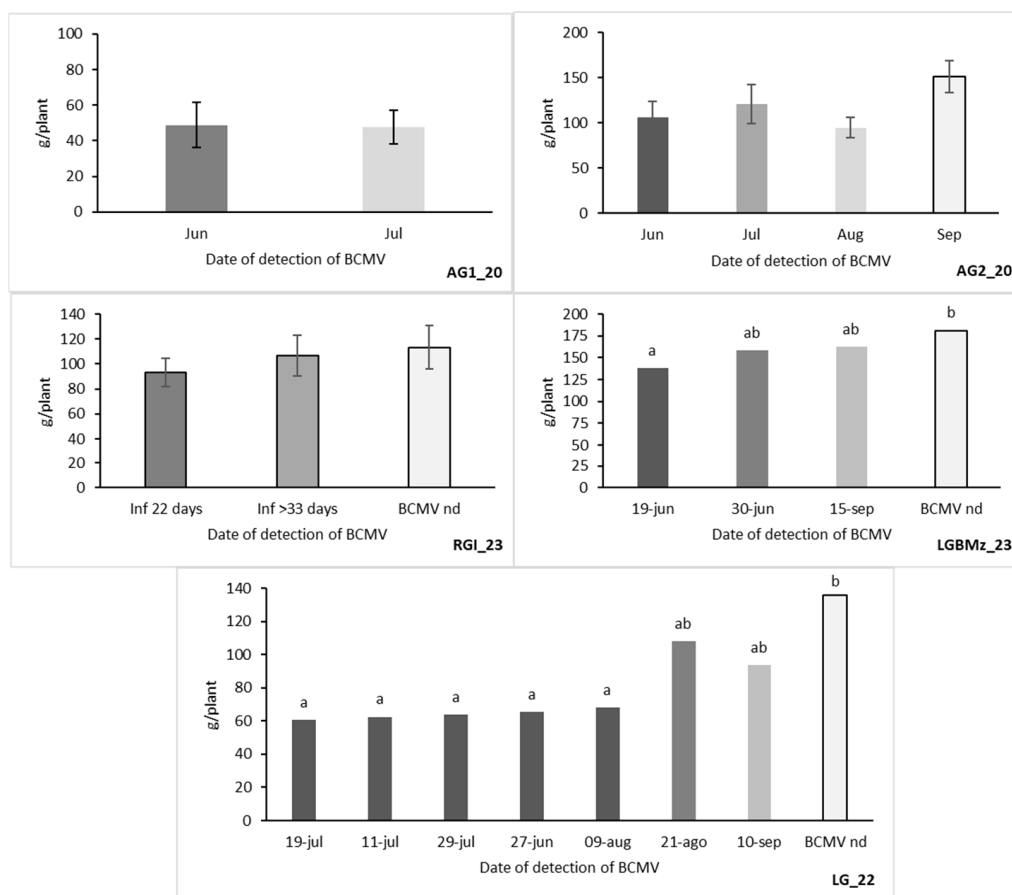 100
80
60
40
20
0
g/plant
Jun Jul
Date of detection of BCMV
AG1_20
200
150
100
50
0
g/plant
Jun Jul Aug Sep
Date of detection of BCMV
AG2_20
140
120
100
80
60
40
20
0
g/plant
Inf 22 days Inf >33 days BCMV nd
Date of detection of BCMV
RGI_23
200
175
150
125
100
75
50
25
0
g/plant
a ab ab b
19-jun 30-jun 15-sep BCMV nd
Date of detection of BCMV
LGBMz_23
140
120
100
80
60
40
20
0
g/plant
a a a a a ab ab b
19-jul 11-jul 29-jul 27-jun 09-aug 21-ago 10-sep BCMV nd
Date of detection of BCMV
LG_22